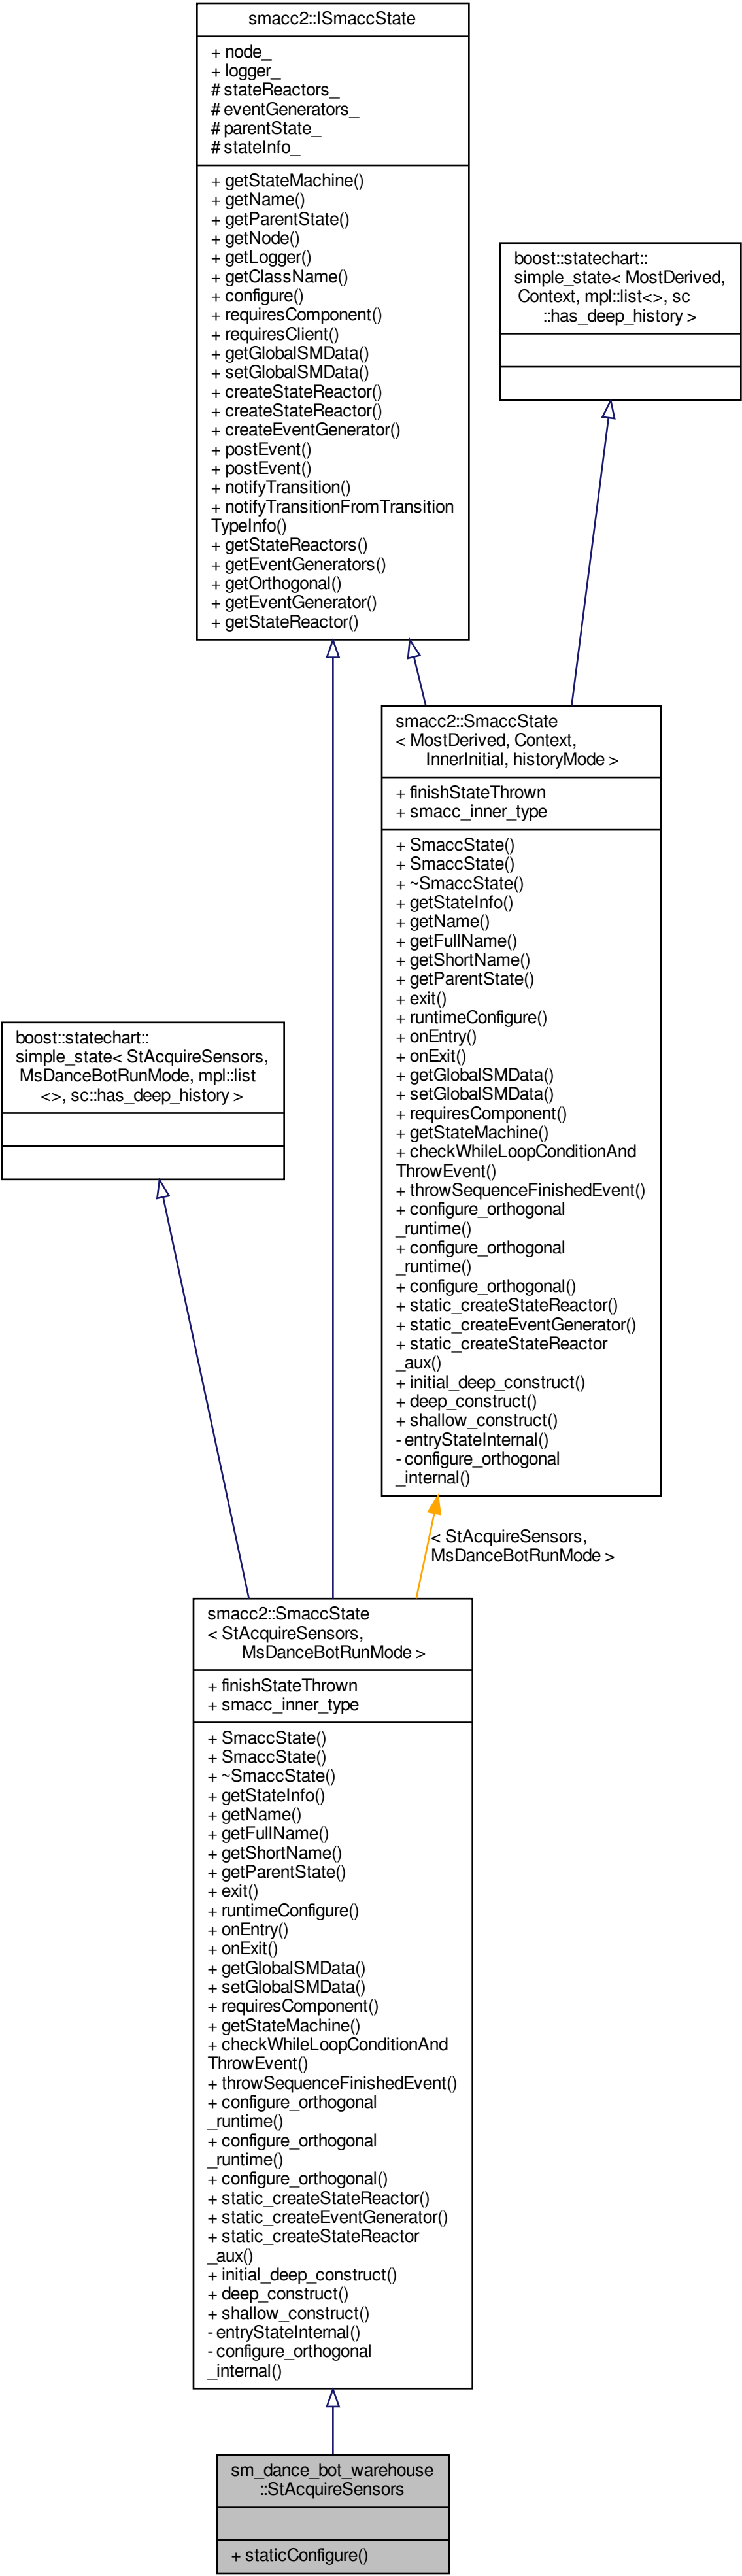 smacc2::ISmaccState
+ node_
+ logger_
# stateReactors_
# eventGenerators_
# parentState_
# stateInfo_
+ getStateMachine()
+ getName()
+ getParentState()
+ getNode()
+ getLogger()
+ getClassName()
+ configure()
+ requiresComponent()
+ requiresClient()
+ getGlobalSMData()
+ setGlobalSMData()
+ createStateReactor()
+ createStateReactor()
+ createEventGenerator()
+ postEvent()
+ postEvent()
+ notifyTransition()
+ notifyTransitionFromTransition
TypeInfo()
+ getStateReactors()
+ getEventGenerators()
+ getOrthogonal()
+ getEventGenerator()
+ getStateReactor()
boost::statechart::
simple_state< MostDerived,
Context, mpl::list<>, sc
::has_deep_history >
smacc2::SmaccState
< MostDerived, Context,
InnerInitial, historyMode >
+ finishStateThrown
+ smacc_inner_type
+ SmaccState()
+ SmaccState()
+ ~SmaccState()
+ getStateInfo()
+ getName()
+ getFullName()
+ getShortName()
+ getParentState()
+ exit()
+ runtimeConfigure()
+ onEntry()
+ onExit()
+ getGlobalSMData()
+ setGlobalSMData()
+ requiresComponent()
+ getStateMachine()
+ checkWhileLoopConditionAnd
ThrowEvent()
+ throwSequenceFinishedEvent()
+ configure_orthogonal
_runtime()
+ configure_orthogonal
_runtime()
+ configure_orthogonal()
+ static_createStateReactor()
+ static_createEventGenerator()
+ static_createStateReactor
_aux()
+ initial_deep_construct()
+ deep_construct()
+ shallow_construct()
- entryStateInternal()
- configure_orthogonal
_internal()
boost::statechart::
simple_state< StAcquireSensors,
MsDanceBotRunMode, mpl::list
<>, sc::has_deep_history >
< StAcquireSensors,
MsDanceBotRunMode >
smacc2::SmaccState
< StAcquireSensors,
MsDanceBotRunMode >
+ finishStateThrown
+ smacc_inner_type
+ SmaccState()
+ SmaccState()
+ ~SmaccState()
+ getStateInfo()
+ getName()
+ getFullName()
+ getShortName()
+ getParentState()
+ exit()
+ runtimeConfigure()
+ onEntry()
+ onExit()
+ getGlobalSMData()
+ setGlobalSMData()
+ requiresComponent()
+ getStateMachine()
+ checkWhileLoopConditionAnd
ThrowEvent()
+ throwSequenceFinishedEvent()
+ configure_orthogonal
_runtime()
+ configure_orthogonal
_runtime()
+ configure_orthogonal()
+ static_createStateReactor()
+ static_createEventGenerator()
+ static_createStateReactor
_aux()
+ initial_deep_construct()
+ deep_construct()
+ shallow_construct()
- entryStateInternal()
- configure_orthogonal
_internal()
sm_dance_bot_warehouse
::StAcquireSensors
+ staticConfigure()